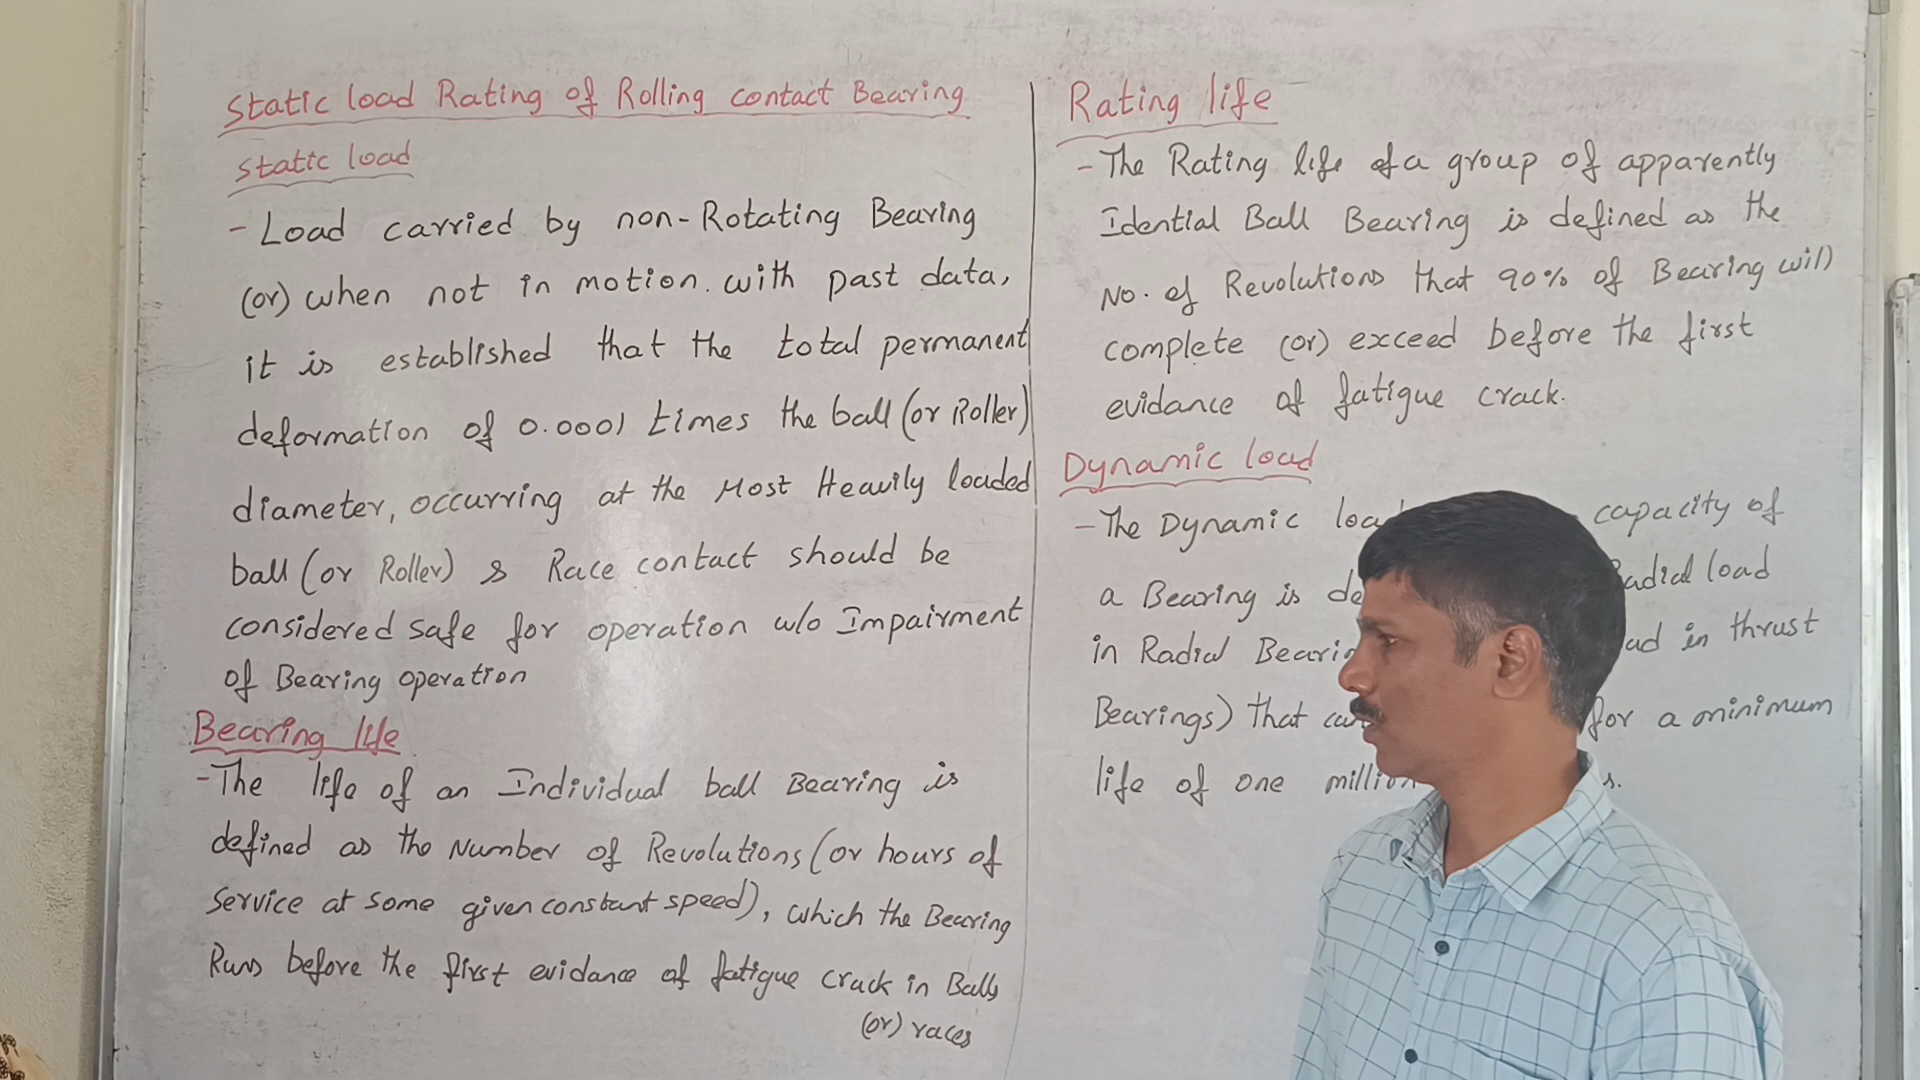 Static load Rating of Rolling contact Bearing
Static load
- Load carried by non-Rotating Bearing
(or) when not in motion. with past data,
it is established that the total permanent
deformation of 0.0001 times the ball (or Roller)
diameter, occurring at the Most Heavily loaded
ball (or Roller) & Race contact should be
considered safe for operation w/o Impairment
of Bearing operation
Bearing life
- The life of an Individual ball Bearing is
defined as the Number of Revolutions (or hours of
Service at some given constant speed), which the Bearing
Runs before the first evidance of fatigue crack in Balls
(or) races
Rating life
- The Rating life of a group of apparently
Idential Ball Bearing is defined as the
No. of Revolutions that 90% of Bearing will
complete (or) exceed before the first
evidance of fatigue crack.
Dynamic load
- The Dynamic capacity of
a Bearing is load
in Radial in thrust
Bearings) that for a minimum
life of one